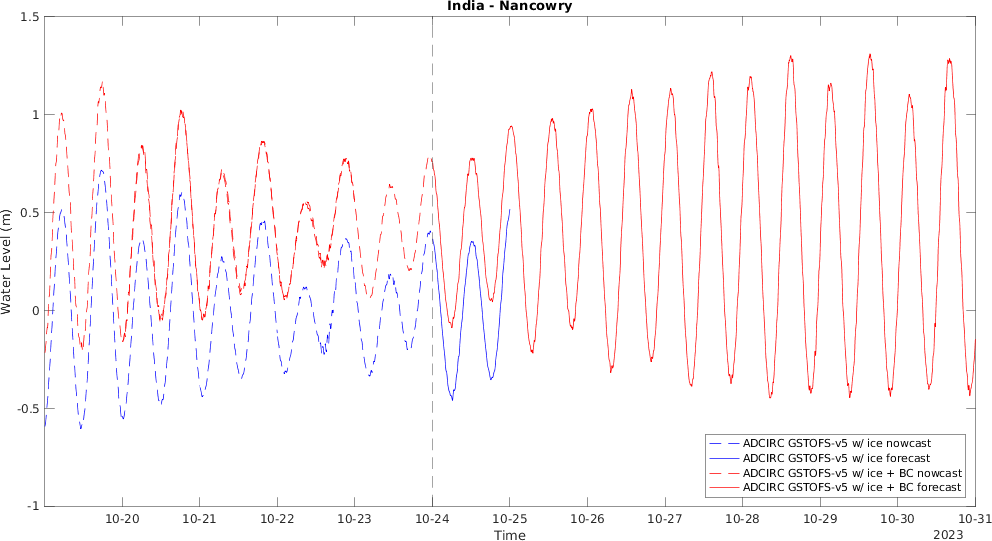 India - Nancowry
1.5
1
0.5
0
-0.5
-1
Water Level (m)
ADCIRC GSTOFS-v5 w/ ice nowcast
ADCIRC GSTOFS-v5 w/ ice forecast
ADCIRC GSTOFS-v5 w/ ice + BC nowcast
ADCIRC GSTOFS-v5 w/ ice + BC forecast
10-20 10-21 10-22 10-23 10-24 10-25 10-26 10-27 10-28 10-29 10-30 10-31
Time
2023